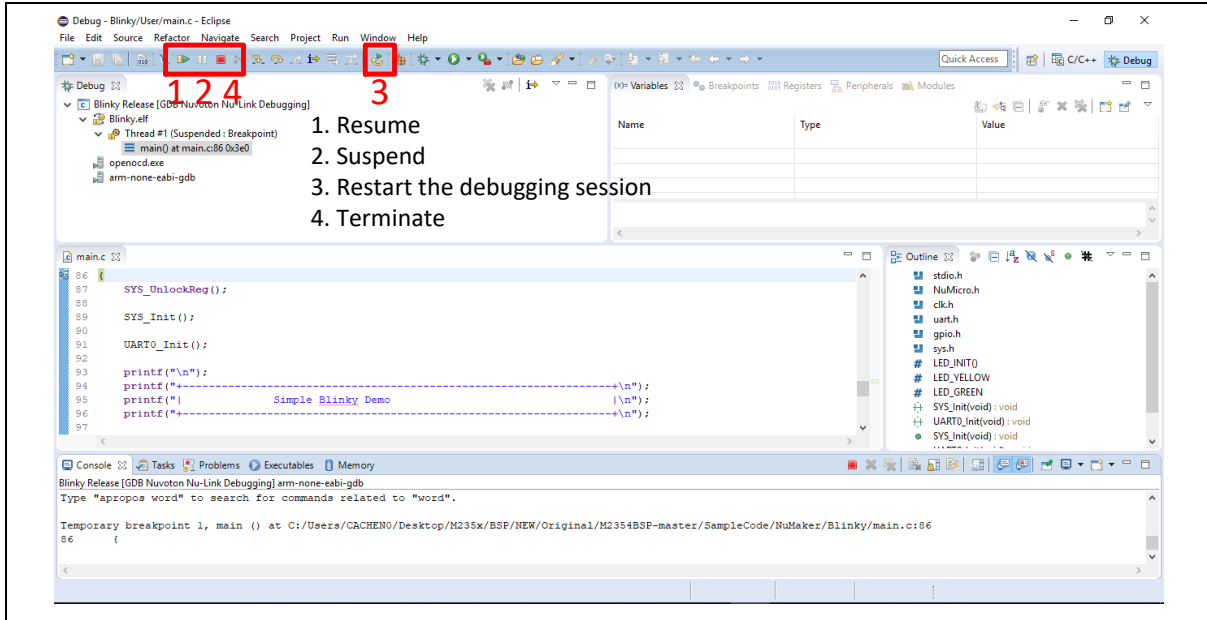 Debug - Blinky/User/main.c - Eclipse
File Edit Source Refactor Navigate Search Project Run Window Help
Quick Access C/C++ Debug
1 2 4 3
Debug
Blinky Release [GDB Nuvoton Nu-Link Debugging]
Blinky.elf
Thread #1 (Suspended : Breakpoint)
main() at main.c:86 0x3e0
openocd.exe
arm-none-eabi-gdb
1. Resume
2. Suspend
3. Restart the debugging session
4. Terminate
(x)= Variables Breakpoints Registers Peripherals Modules
Name Type Value
main.c
86 {
87 SYS_UnlockReg();
88
89 SYS_Init();
90
91 UART0_Init();
92
93 printf("\n");
94 printf("+-----------------------------------------------------------------+\n");
95 printf("| Simple Blinky Demo |\n");
96 printf("+-----------------------------------------------------------------+\n");
97
Outline
stdio.h
NuMicro.h
clk.h
uart.h
gpio.h
sys.h
# LED_INIT()
# LED_YELLOW
# LED_GREEN
SYS_Init(void) : void
UART0_Init(void) : void
SYS_Init(void) : void
Console Tasks Problems Executables Memory
Blinky Release [GDB Nuvoton Nu-Link Debugging] arm-none-eabi-gdb
Type "apropos word" to search for commands related to "word".
Temporary breakpoint 1, main () at C:/Users/CACHEN0/Desktop/M235x/BSP/NEW/Original/M2354BSP-master/SampleCode/NuMaker/Blinky/main.c:86
86 {